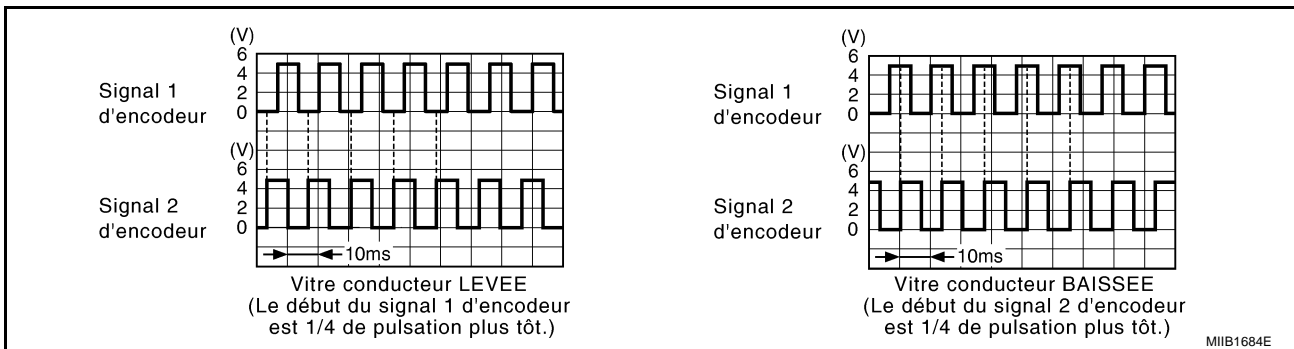 (V)
6
4
2
0
Signal 1
d'encodeur
(V)
6
4
2
0
Signal 2
d'encodeur
10ms
Vitre conducteur LEVEE
(Le début du signal 1 d'encodeur
est 1/4 de pulsation plus tôt.)
(V)
6
4
2
0
Signal 1
d'encodeur
(V)
6
4
2
0
Signal 2
d'encodeur
10ms
Vitre conducteur BAISSEE
(Le début du signal 2 d'encodeur
est 1/4 de pulsation plus tôt.)
MIIB1684E